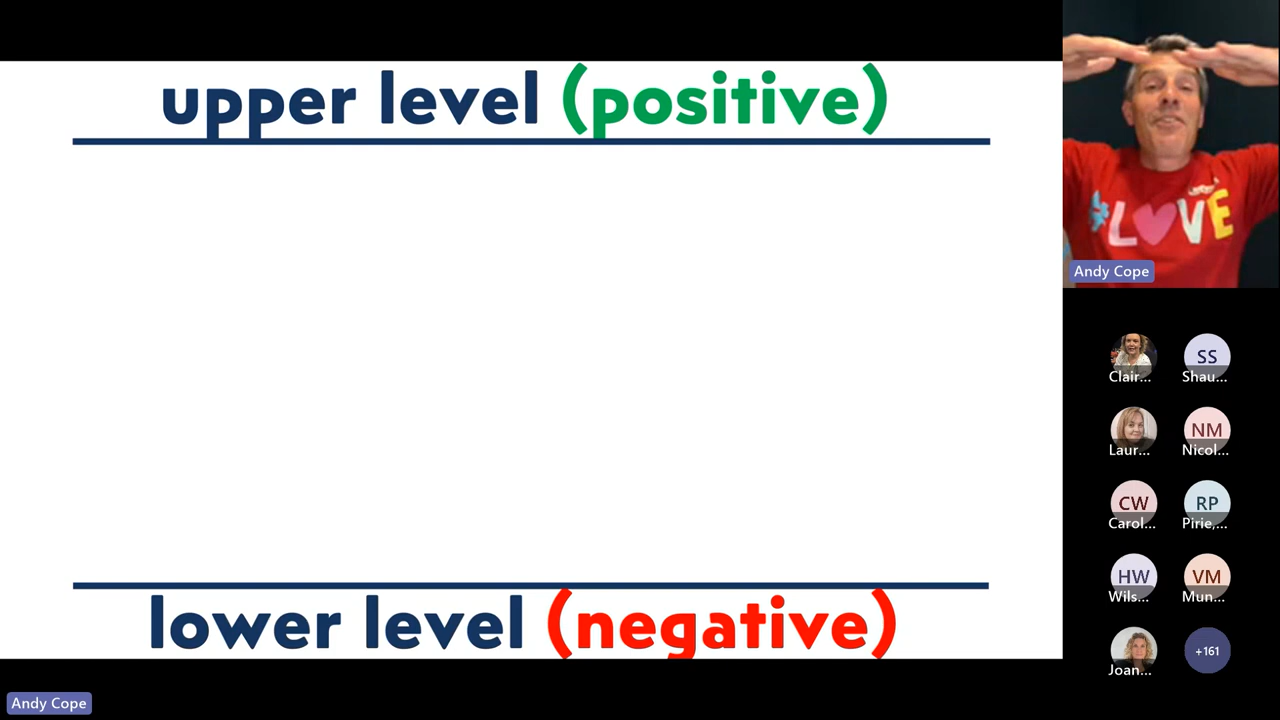 upper level (positive)
lower level (negative)
#LOVE
Andy Cope
Clair...
SS
Shau...
Laur...
NM
Nicol...
CW
Carol...
RP
Pirie,...
HW
Wils...
VM
Mun...
Joan...
+161
Andy Cope